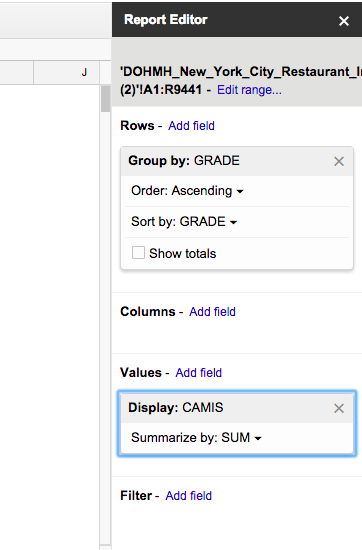 Report Editor
J
'DOHMH_New_York_City_Restaurant_In
(2)'!A1:R9441 - Edit range...
Rows - Add field
Group by: GRADE
Order: Ascending
Sort by: GRADE
Show totals
Columns - Add field
Values - Add field
Display: CAMIS
Summarize by: SUM
Filter - Add field